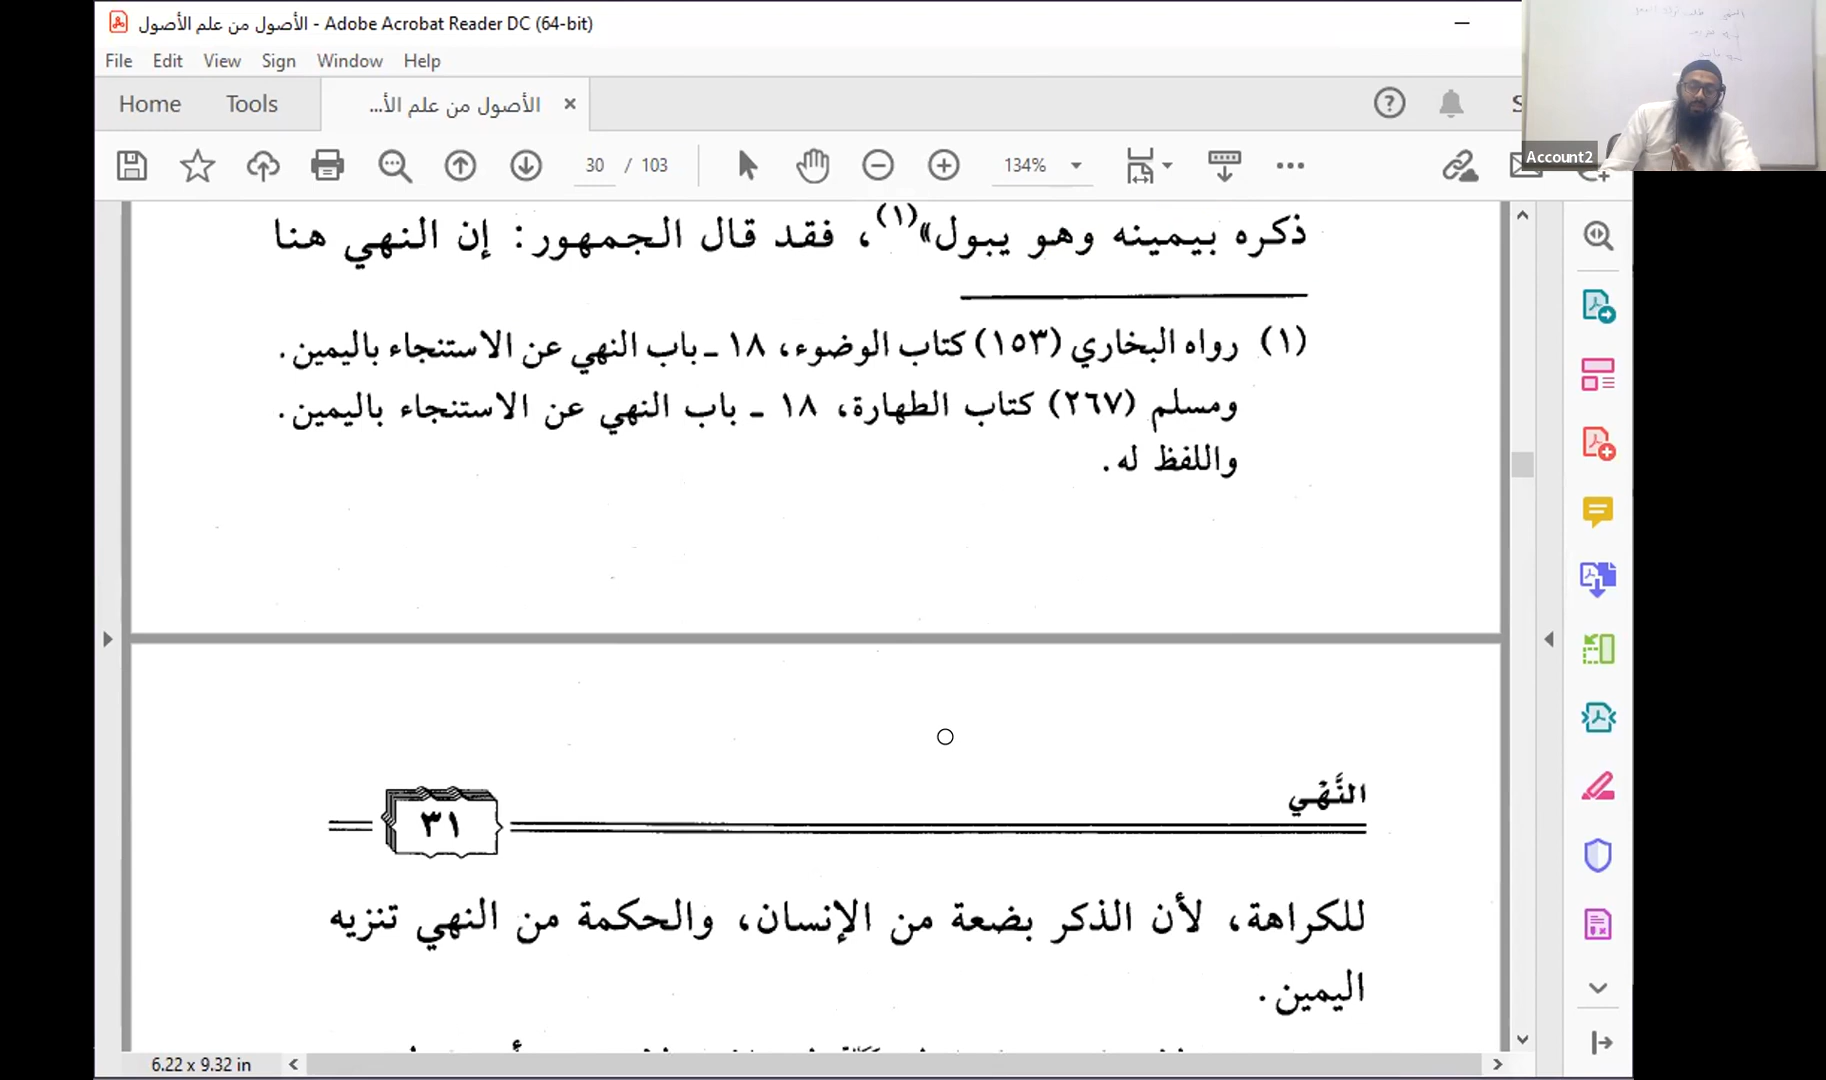 الأصول من علم الأصول - Adobe Acrobat Reader DC (64-bit)
File Edit View Sign Window Help
Home Tools
الأصول من علم الأ...
30 / 103
134%
Account2
ذكره بيمينه وهو يبول»(١)، فقد قال الجمهور: إن النهي هنا
(١) رواه البخاري (١٥٣) كتاب الوضوء، ١٨ ـ باب النهي عن الاستنجاء باليمين.
ومسلم (٢٦٧) كتاب الطهارة، ١٨ ـ باب النهي عن الاستنجاء باليمين.
واللفظ له.
النَّهْي
٣١
للكراهة، لأن الذكر بضعة من الإنسان، والحكمة من النهي تنزيه
اليمين.
6.22 x 9.32 in